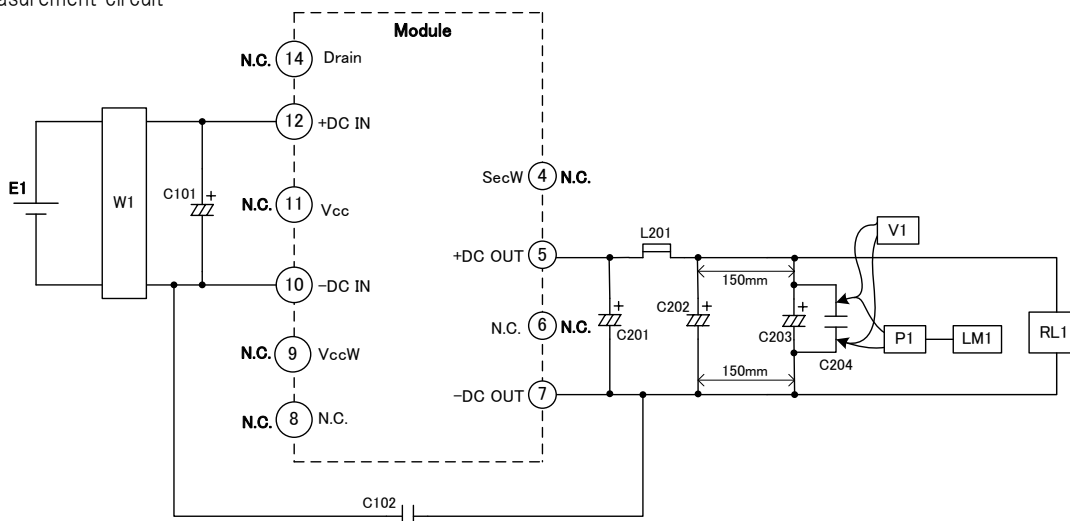 asurement circuit
Module
N.C. 14 Drain
12 +DC IN
E1
W1
C101 +
N.C. 11 Vcc
10 -DC IN
N.C. 9 VccW
N.C. 8 N.C.
SecW 4 N.C.
+DC OUT 5
N.C. 6 N.C.
-DC OUT 7
L201
150mm
V1
+
C201
C202 +
+
C203
C204
P1
LM1
RL1
150mm
C102